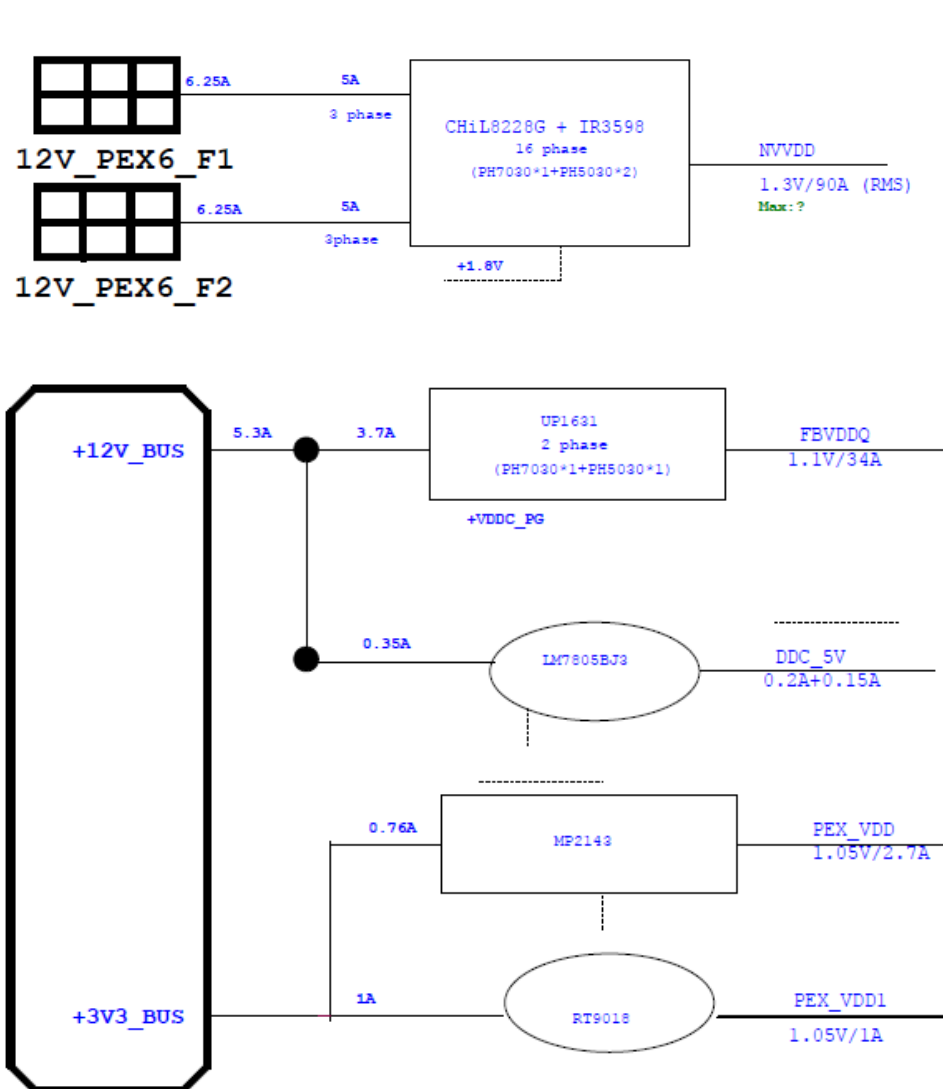 6.25A
5A
3 phase
12V_PEX6_F1
6.25A
5A
3phase
12V_PEX6_F2
CHiL8228G + IR3598
16 phase
(PH7030*1+PH5030*2)
+1.8V
NVVDD
1.3V/90A (RMS)
Max:?
+12V_BUS
5.3A
3.7A
UP1631
2 phase
(PH7030*1+PH5030*1)
+VDDC_PG
FBVDDQ
1.1V/34A
0.35A
LM7805BJ3
DDC_5V
0.2A+0.15A
0.76A
MP2143
PEX_VDD
1.05V/2.7A
+3V3_BUS
1A
RT9018
PEX_VDD1
1.05V/1A